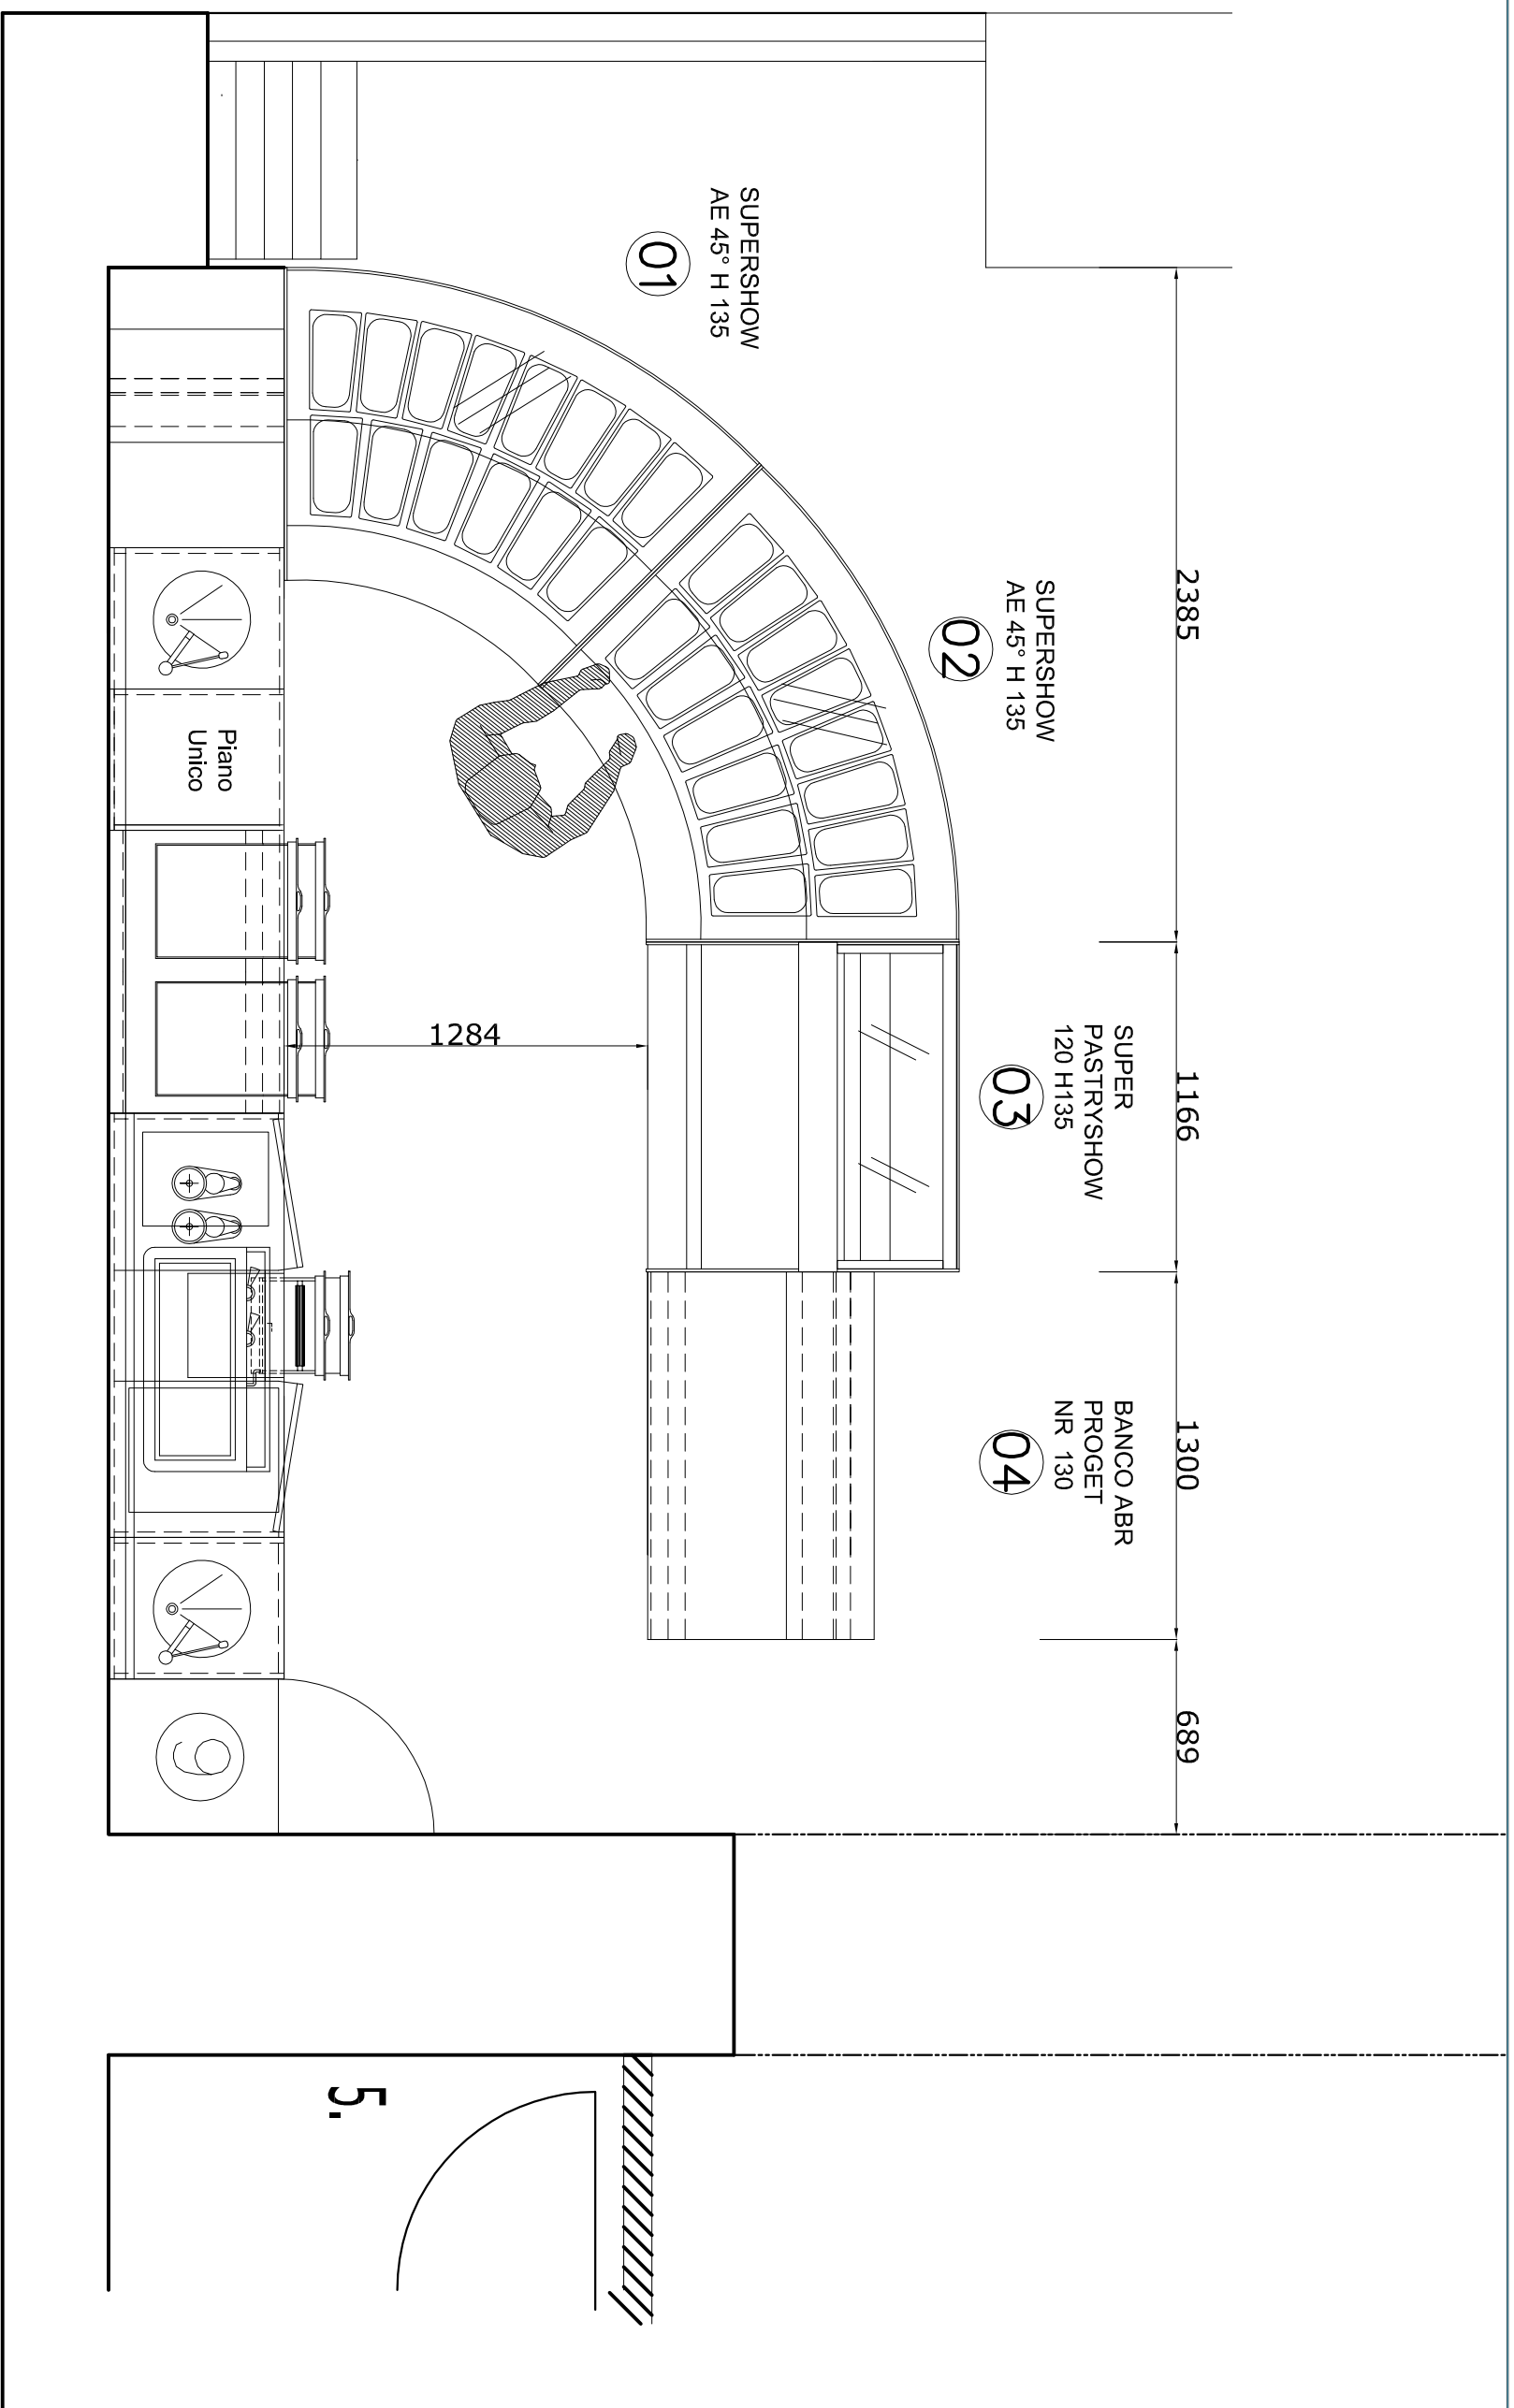 SUPERSHOW
AE 45° H 135
01
SUPERSHOW
AE 45° H 135
02
2385
SUPER
PASTRYSHOW
120 H135
03
1166
BANCO ABR
PROGET
NR 130
04
1300
689
1284
Piano
Unico
5.